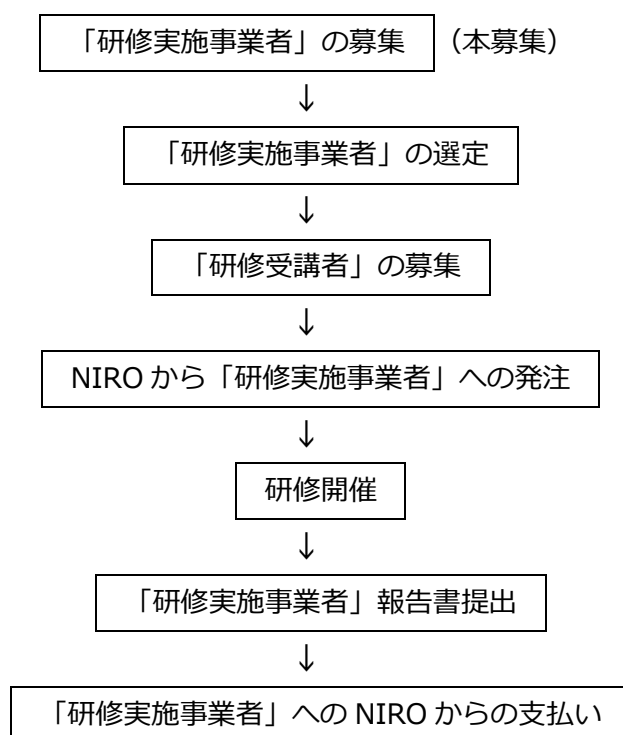 「研修実施事業者」の募集 （本募集）
↓
「研修実施事業者」の選定
↓
「研修受講者」の募集
↓
NIRO から「研修実施事業者」への発注
↓
研修開催
↓
「研修実施事業者」報告書提出
↓
「研修実施事業者」への NIRO からの支払い